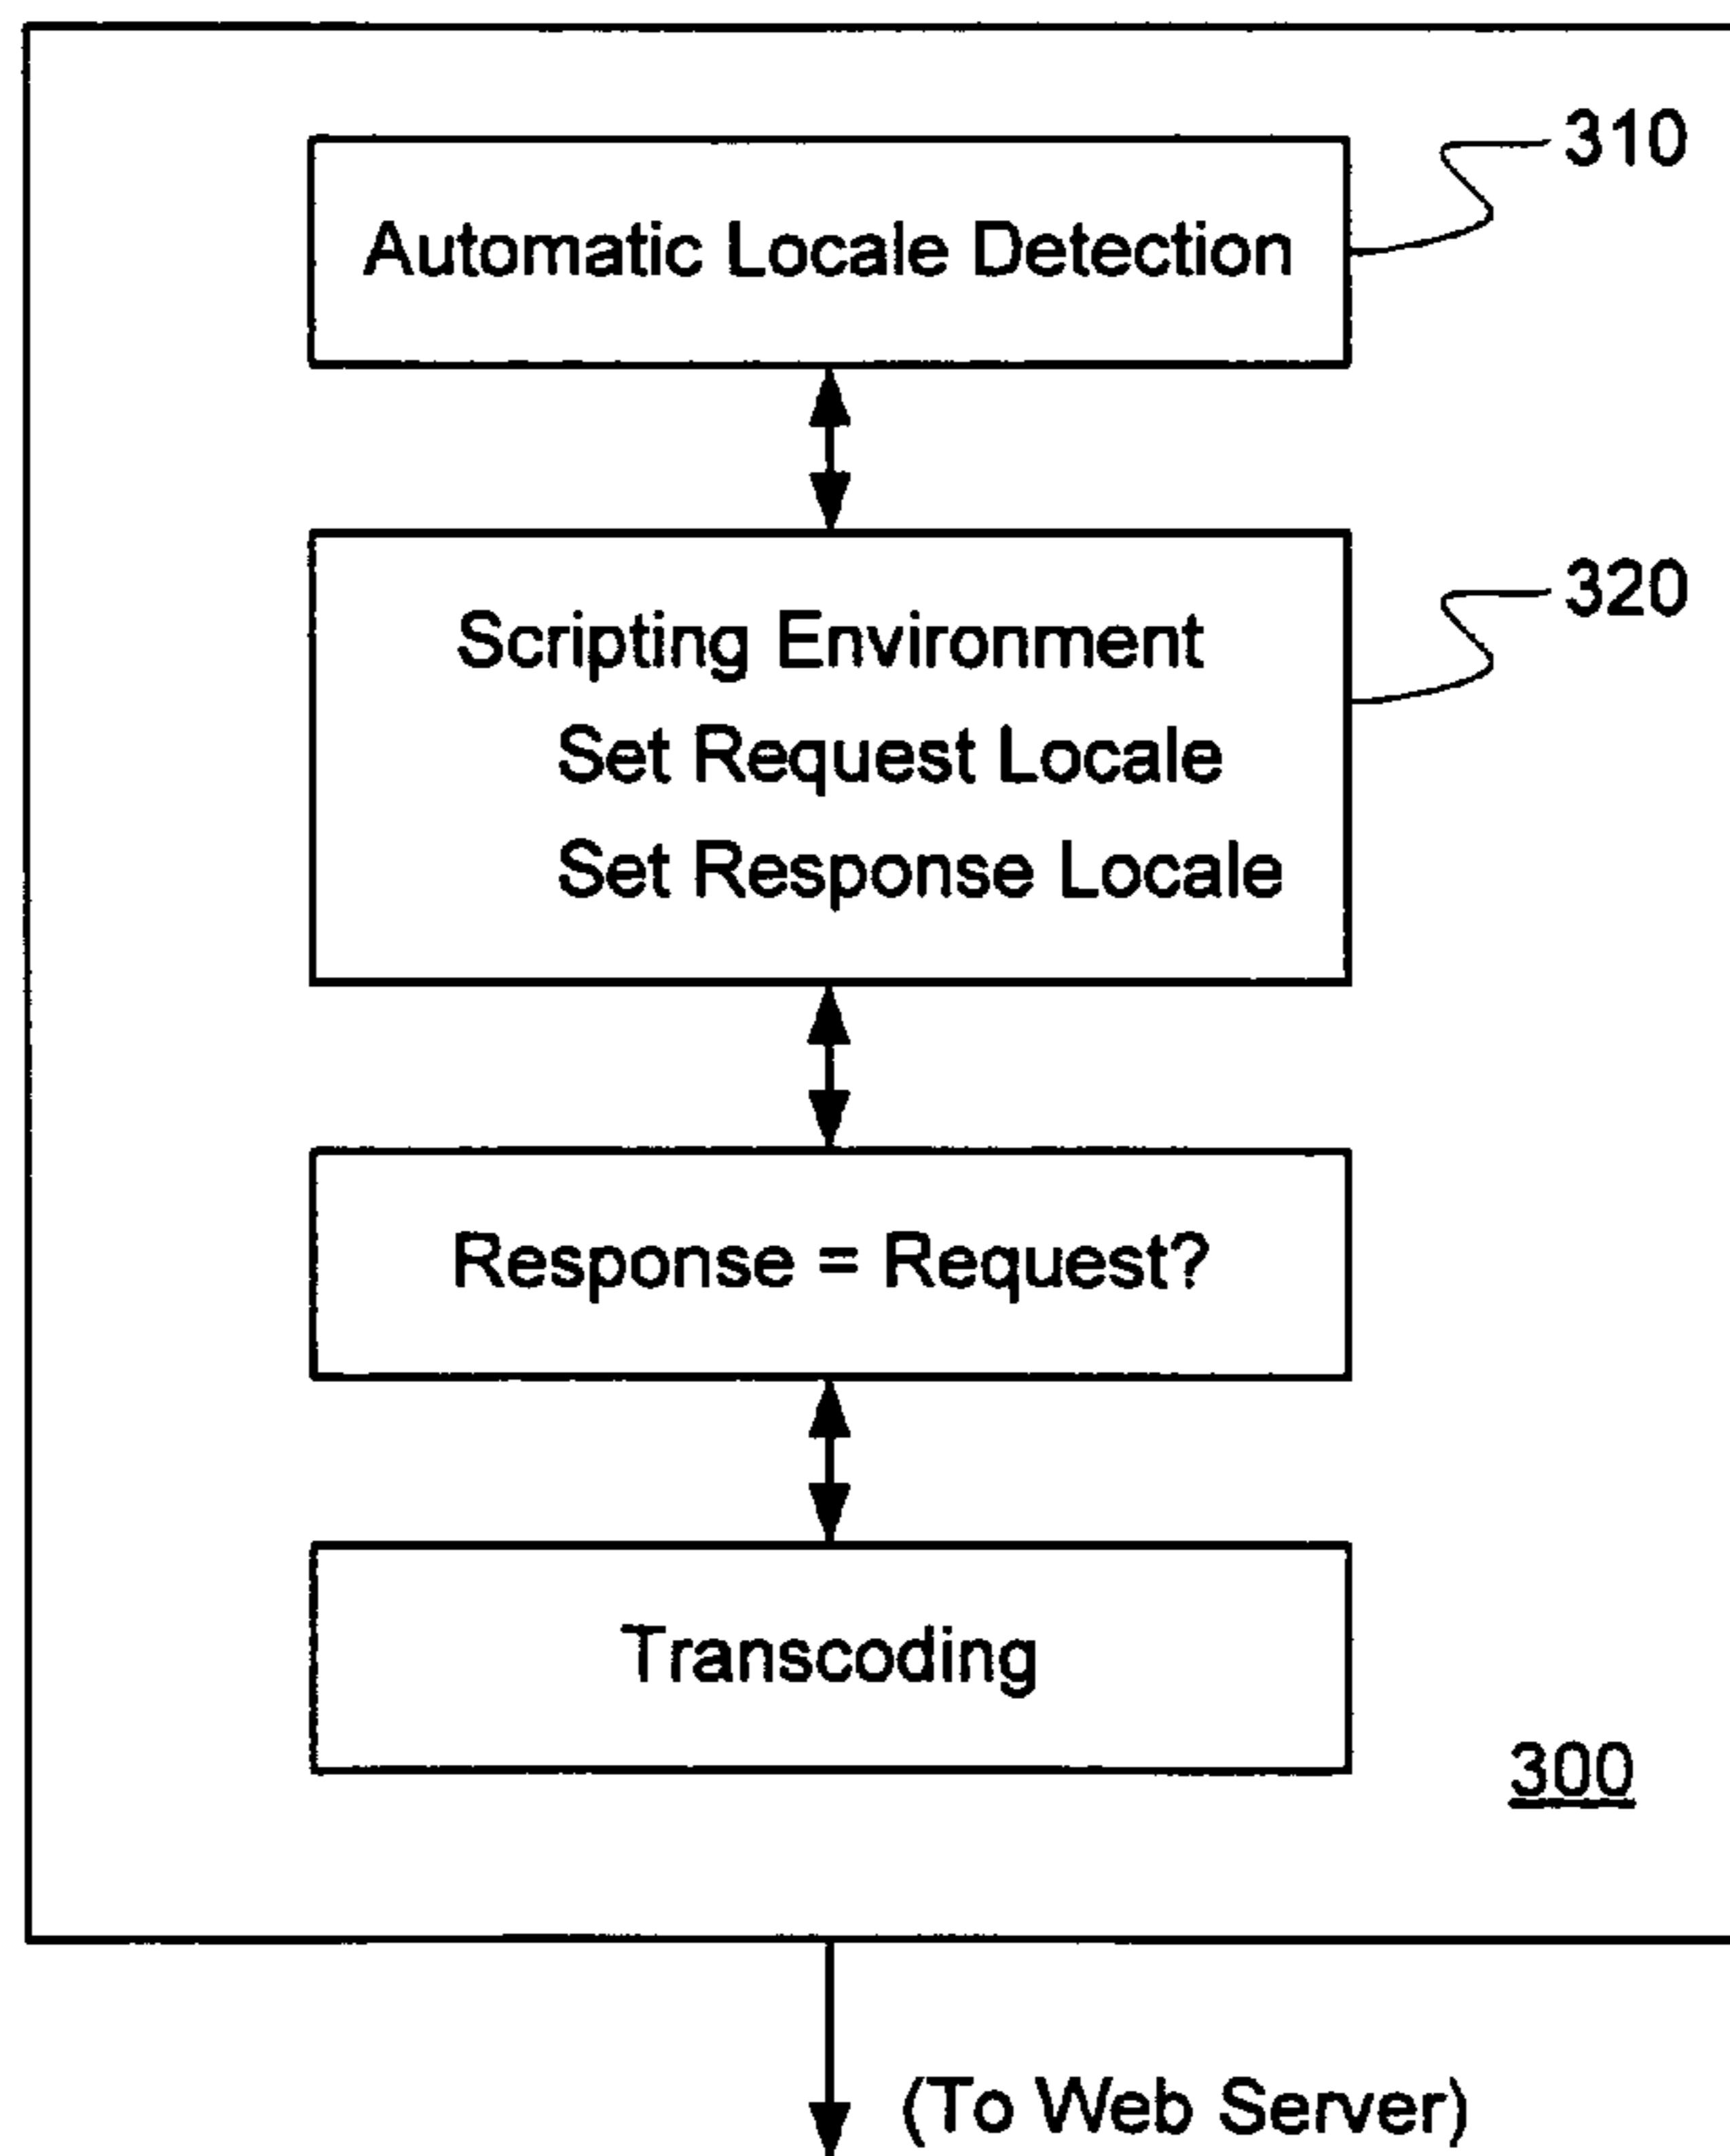 310
Automatic Locale Detection
320
Scripting Environment
Set Request Locale
Set Response Locale
Response = Request?
Transcoding
300
(To Web Server)